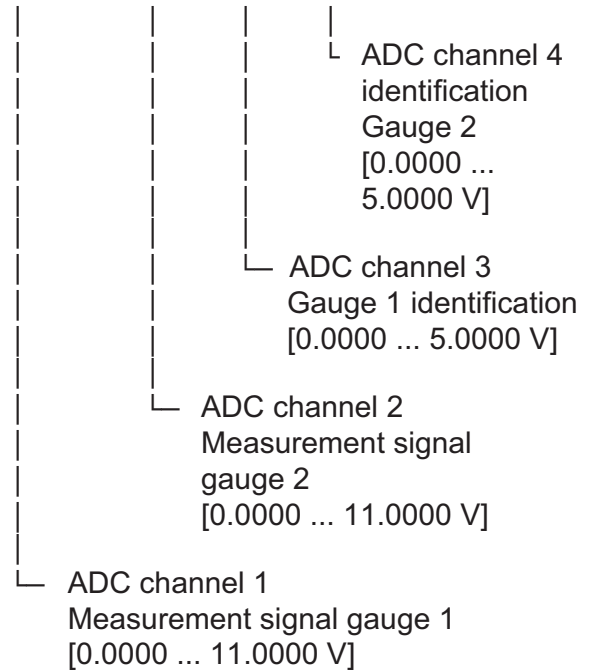 ADC channel 4
identification
Gauge 2
[0.0000 ...
5.0000 V]
ADC channel 3
Gauge 1 identification
[0.0000 ... 5.0000 V]
ADC channel 2
Measurement signal
gauge 2
[0.0000 ... 11.0000 V]
ADC channel 1
Measurement signal gauge 1
[0.0000 ... 11.0000 V]